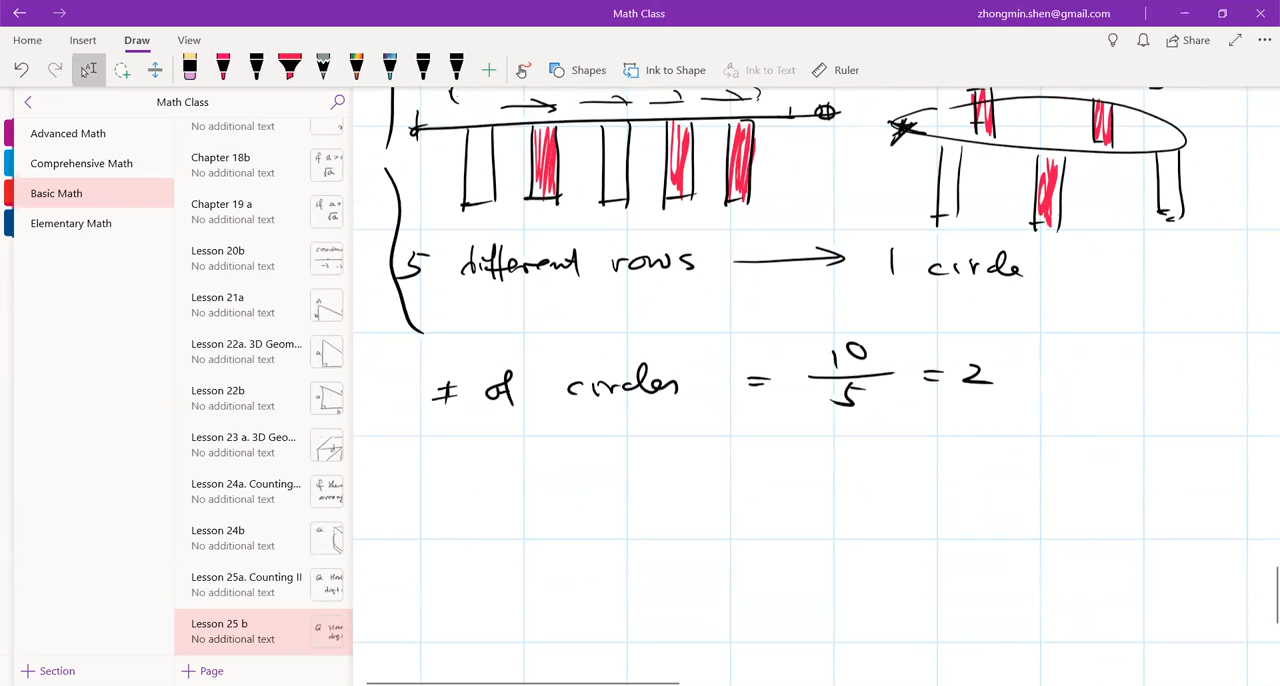 Math Class
zhongmin.shen@gmail.com
Home
Insert
Draw
View
Share
Shapes
Ink to Shape
Ink to Text
Ruler
Math Class
Advanced Math
Comprehensive Math
Basic Math
Elementary Math
No additional text
Chapter 18b
No additional text
Chapter 19 a
No additional text
Lesson 20b
No additional text
Lesson 21a
No additional text
Lesson 22a. 3D Geom...
No additional text
Lesson 22b
No additional text
Lesson 23 a. 3D Geo...
No additional text
Lesson 24a. Counting...
No additional text
Lesson 24b
No additional text
Lesson 25a. Counting II
No additional text
Lesson 25 b
No additional text
+ Section
+ Page
5 different rows → 1 circle
# of circles = 10/5 = 2